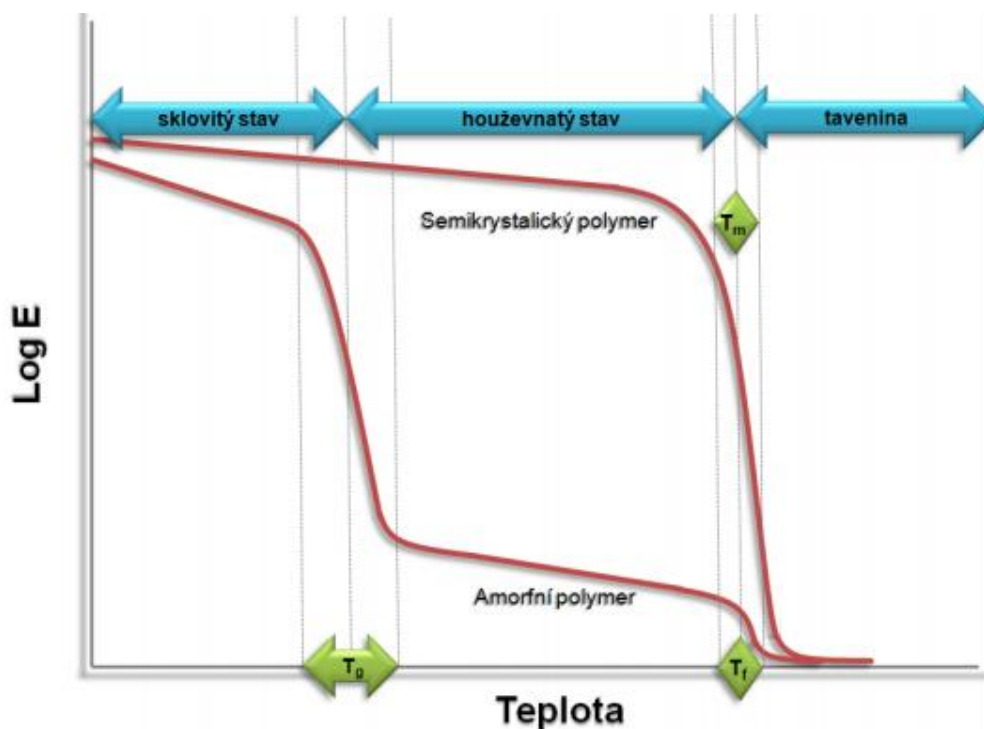 sklovitý stav
houževnatý stav
tavenina
Semikrystalický polymer
Tm
Log E
Amorfní polymer
Tg
Tf
Teplota